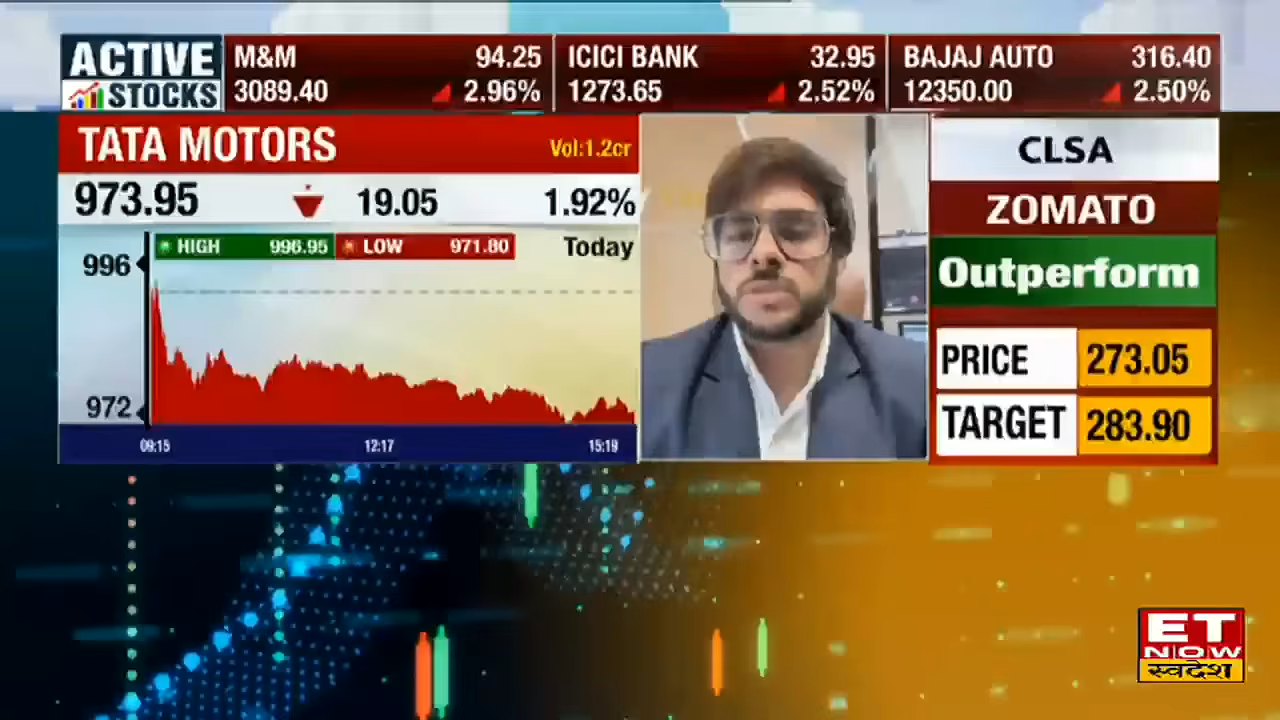 ACTIVE STOCKS
M&M 94.25
3089.40 2.96%
ICICI BANK 32.95
1273.65 2.52%
BAJAJ AUTO 316.40
12350.00 2.50%
TATA MOTORS Vol:1.2cr
973.95 19.05 1.92%
HIGH 996.95 LOW 971.80 Today
996
972
09:15 12:17 15:19
CLSA
ZOMATO
Outperform
PRICE 273.05
TARGET 283.90
ET
NOW
स्वदेश